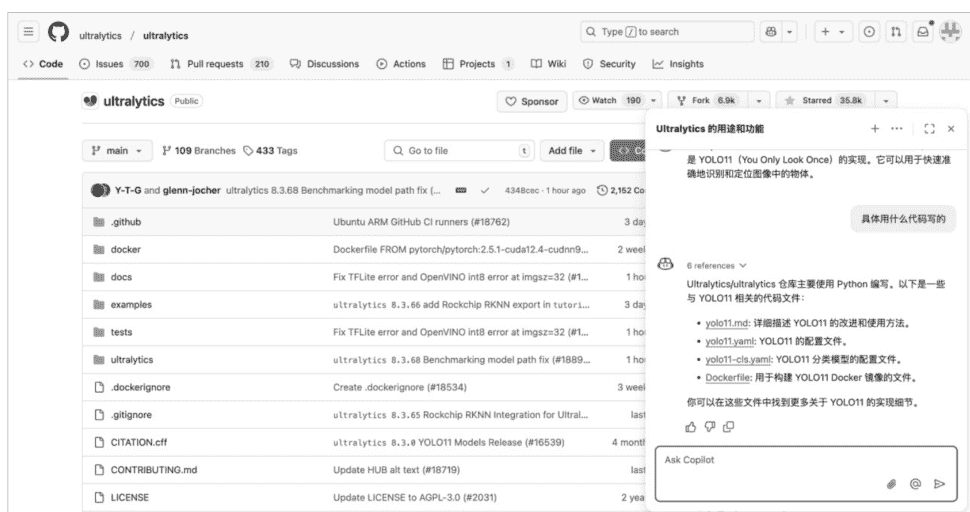 ultralytics / ultralytics
Type / to search
Code Issues 700 Pull requests 210 Discussions Actions Projects 1 Wiki Security Insights
ultralytics Public
Sponsor Watch 190 Fork 6.9k Starred 35.8k
main 109 Branches 433 Tags
Go to file t
Add file
Y-T-G and glenn-jocher ultralytics 8.3.68 Benchmarking model path fix (... 4348cec · 1 hour ago 2,152 Co
.github Ubuntu ARM GitHub CI runners (#18762) 3 day
docker Dockerfile FROM pytorch/pytorch:2.5.1-cuda12.4-cudnn9... 2 week
docs Fix TFLite error and OpenVINO int8 error at imgsz=32 (#1... 1 ho
examples ultralytics 8.3.66 add Rockchip RKNN export in tutori... 3 day
tests Fix TFLite error and OpenVINO int8 error at imgsz=32 (#1... 1 ho
ultralytics ultralytics 8.3.68 Benchmarking model path fix (#1889... 1 ho
.dockerignore Create .dockerignore (#18534) 3 week
.gitignore ultralytics 8.3.65 Rockchip RKNN Integration for Ultral... last
CITATION.cff ultralytics 8.3.0 YOLO11 Models Release (#16539) 4 month
CONTRIBUTING.md Update HUB alt text (#18719) last
LICENSE Update LICENSE to AGPL-3.0 (#2031) 2 yea
Ultralytics 的用途和功能
是 YOLO11（You Only Look Once）的实现。它可以用于快速准
确地识别和定位图像中的物体。
具体用什么代码写的
6 references
Ultralytics/ultralytics 仓库主要使用 Python 编写。以下是一些
与 YOLO11 相关的代码文件：
• yolo11.md: 详细描述 YOLO11 的改进和使用方法。
• yolo11.yaml: YOLO11 的配置文件。
• yolo11-cls.yaml: YOLO11 分类模型的配置文件。
• Dockerfile: 用于构建 YOLO11 Docker 镜像的文件。
你可以在这些文件中找到更多关于 YOLO11 的实现细节。
Ask Copilot